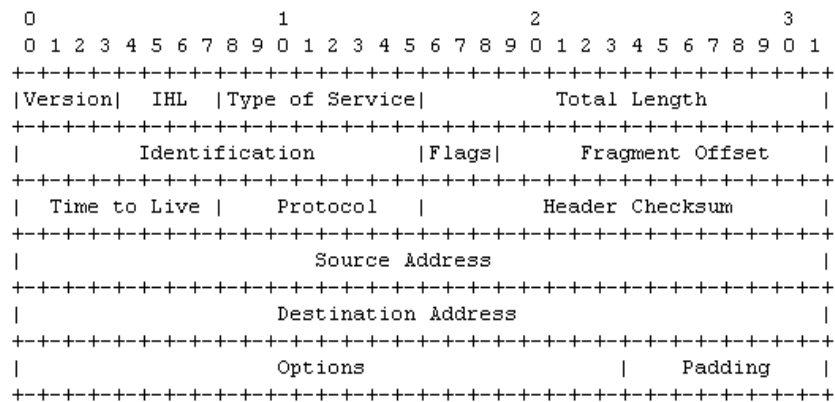 0                   1                   2                   3
 0 1 2 3 4 5 6 7 8 9 0 1 2 3 4 5 6 7 8 9 0 1 2 3 4 5 6 7 8 9 0 1
+-+-+-+-+-+-+-+-+-+-+-+-+-+-+-+-+-+-+-+-+-+-+-+-+-+-+-+-+-+-+-+-+
|Version|  IHL  |Type of Service|          Total Length         |
+-+-+-+-+-+-+-+-+-+-+-+-+-+-+-+-+-+-+-+-+-+-+-+-+-+-+-+-+-+-+-+-+
|         Identification        |Flags|      Fragment Offset    |
+-+-+-+-+-+-+-+-+-+-+-+-+-+-+-+-+-+-+-+-+-+-+-+-+-+-+-+-+-+-+-+-+
|  Time to Live |    Protocol   |         Header Checksum       |
+-+-+-+-+-+-+-+-+-+-+-+-+-+-+-+-+-+-+-+-+-+-+-+-+-+-+-+-+-+-+-+-+
|                       Source Address                          |
+-+-+-+-+-+-+-+-+-+-+-+-+-+-+-+-+-+-+-+-+-+-+-+-+-+-+-+-+-+-+-+-+
|                    Destination Address                        |
+-+-+-+-+-+-+-+-+-+-+-+-+-+-+-+-+-+-+-+-+-+-+-+-+-+-+-+-+-+-+-+-+
|                    Options                    |    Padding    |
+-+-+-+-+-+-+-+-+-+-+-+-+-+-+-+-+-+-+-+-+-+-+-+-+-+-+-+-+-+-+-+-+